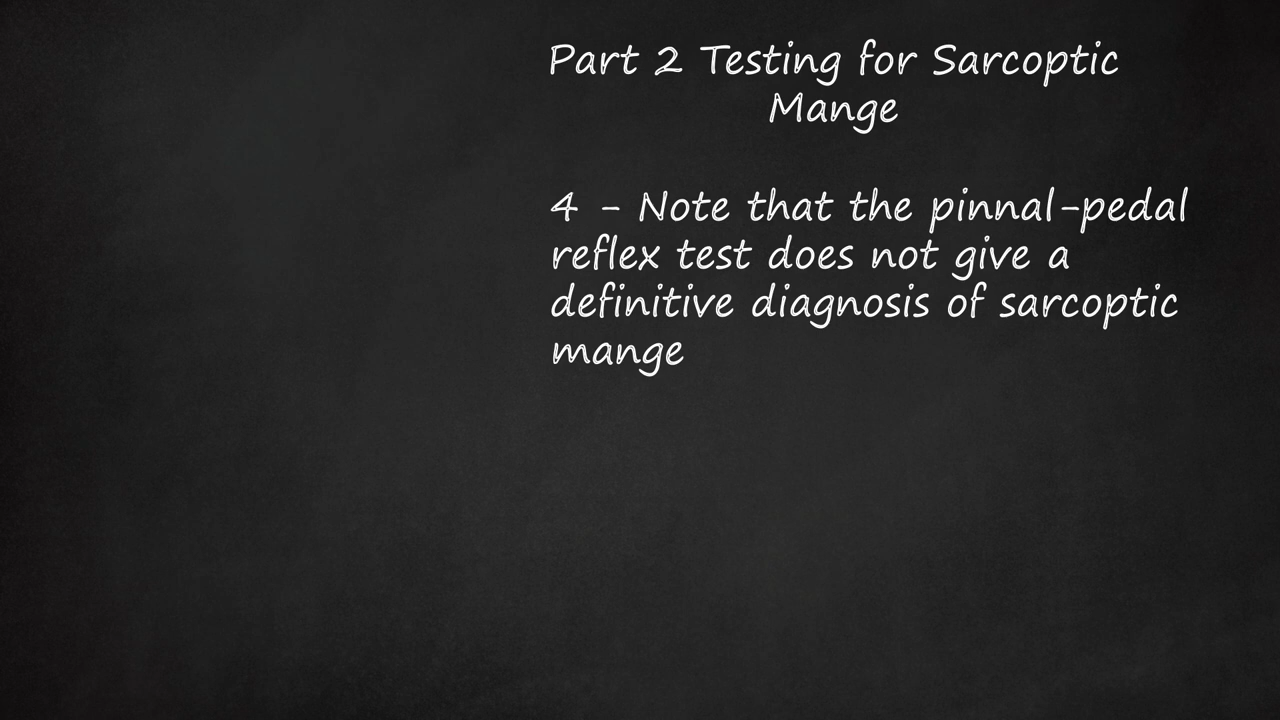 Part 2 Testing for Sarcoptic
Mange
4 - Note that the pinnal-pedal
reflex test does not give a
definitive diagnosis of sarcoptic
mange